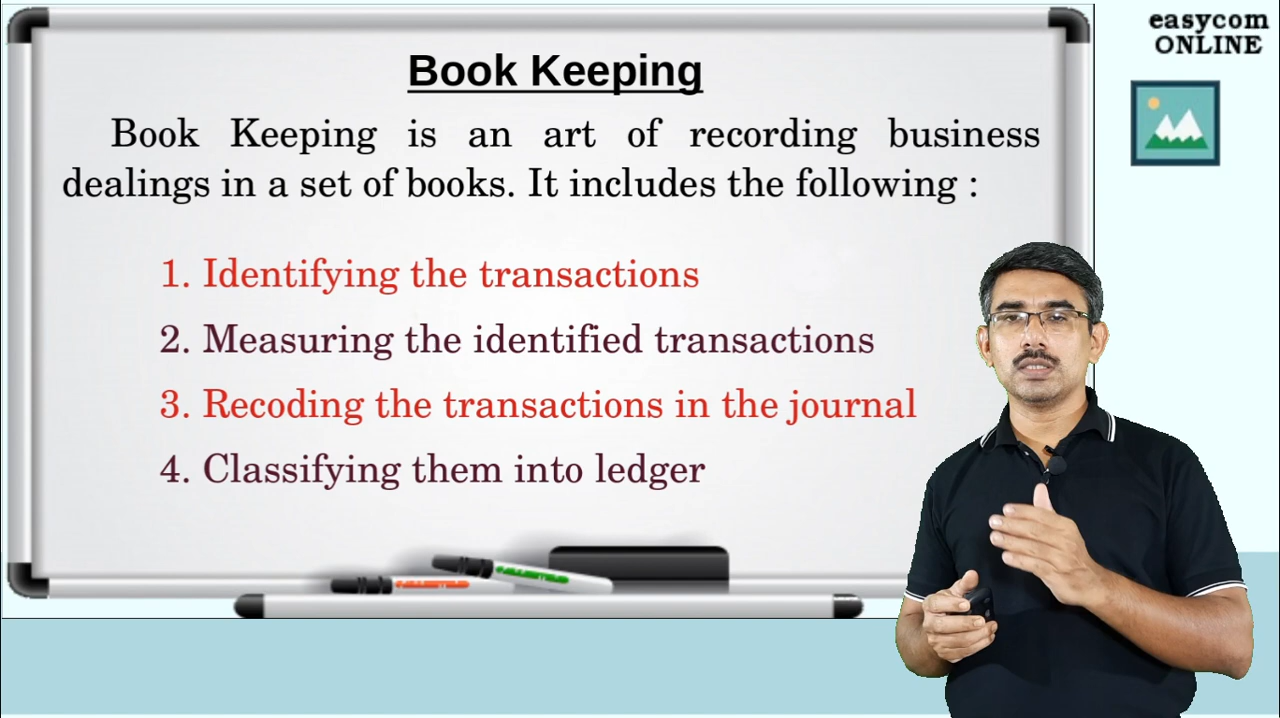 easycom
ONLINE
Book Keeping
Book Keeping is an art of recording business
dealings in a set of books. It includes the following :
1. Identifying the transactions
2. Measuring the identified transactions
3. Recoding the transactions in the journal
4. Classifying them into ledger